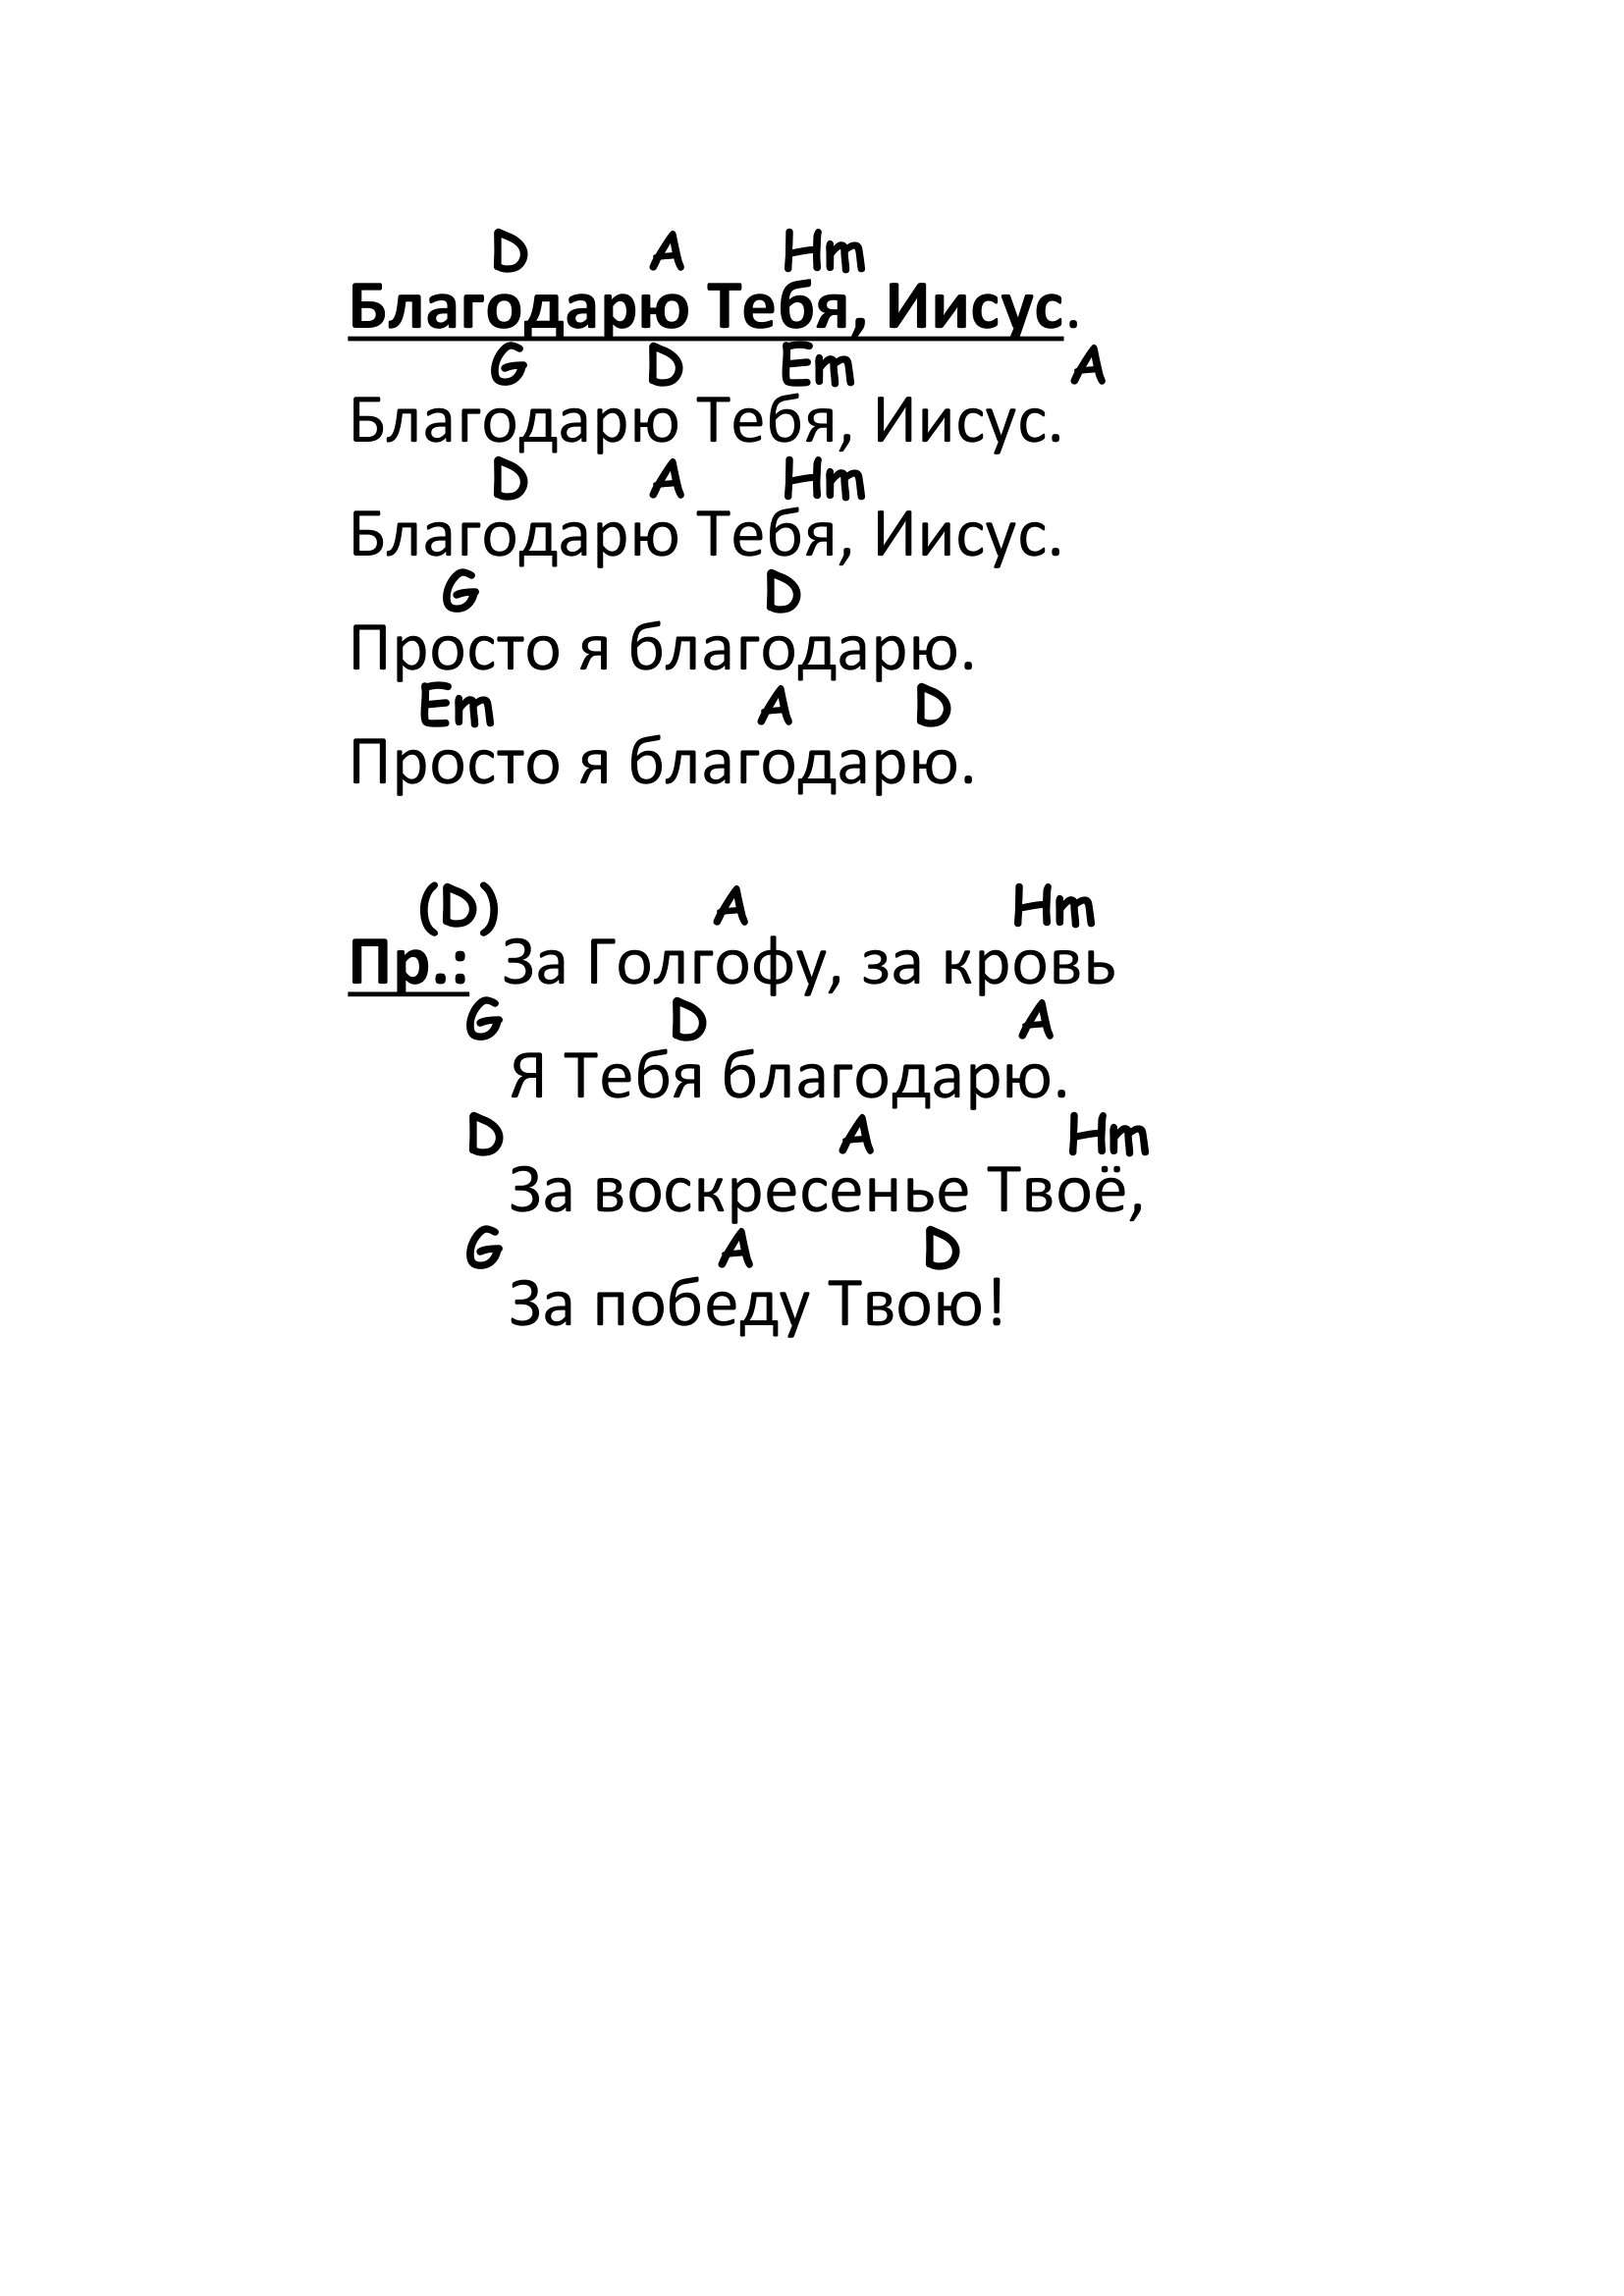 D A Hm
Благодарю Тебя, Иисус.
G D Em A
Благодарю Тебя, Иисус.
D A Hm
Благодарю Тебя, Иисус.
G D
Просто я благодарю.
Em A D
Просто я благодарю.
(D) A Hm
Пр.: За Голгофу, за кровь
G D A
Я Тебя благодарю.
D A Hm
За воскресенье Твоё,
G A D
За победу Твою!